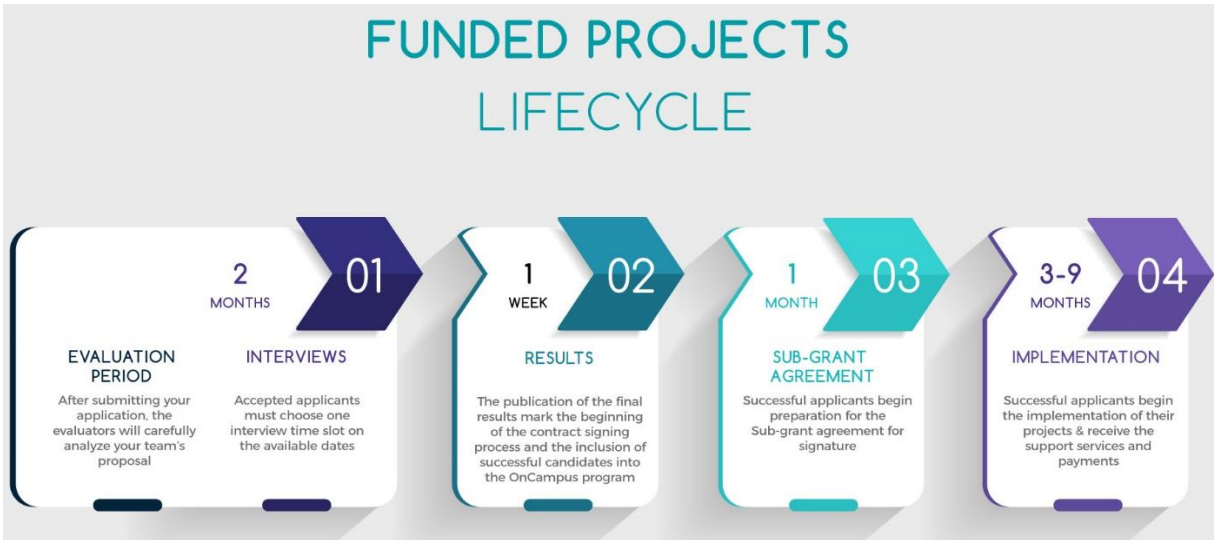 FUNDED PROJECTS
LIFECYCLE
2
MONTHS
01
EVALUATION
PERIOD
After submitting your
application, the
evaluators will carefully
analyze your team's
proposal
INTERVIEWS
Accepted applicants
must choose one
interview time slot on
the available dates
1
WEEK
02
RESULTS
The publication of the final
results mark the beginning
of the contract signing
process and the inclusion of
successful candidates into
the OnCampus program
1
MONTH
03
SUB-GRANT
AGREEMENT
Successful applicants begin
preparation for the
Sub-grant agreement for
signature
3-9
MONTHS
04
IMPLEMENTATION
Successful applicants begin
the implementation of their
projects & receive the
support services and
payments